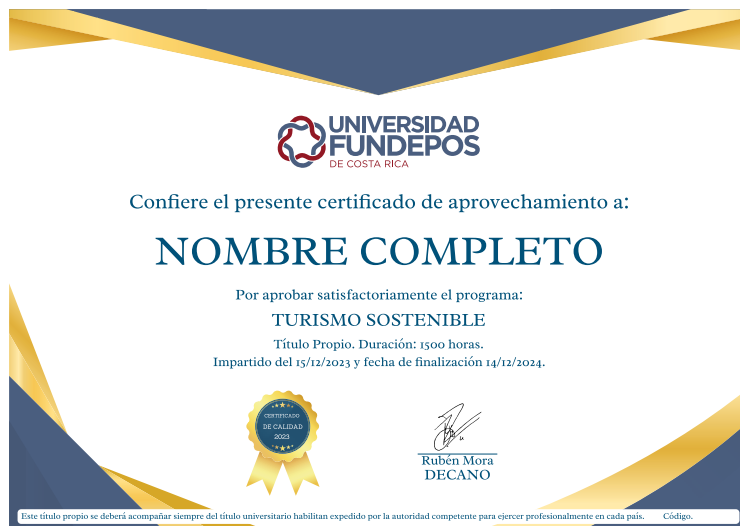 UNIVERSIDAD
FUNDEPOS
DE COSTA RICA
Confiere el presente certificado de aprovechamiento a:
NOMBRE COMPLETO
Por aprobar satisfactoriamente el programa:
TURISMO SOSTENIBLE
Título Propio. Duración: 1500 horas.
Impartido del 15/12/2023 y fecha de finalización 14/12/2024.
CERTIFICADO
DE CALIDAD
2023
Rubén Mora
DECANO
Este título propio se deberá acompañar siempre del título universitario habilitan expedido por la autoridad competente para ejercer profesionalmente en cada país. Código.